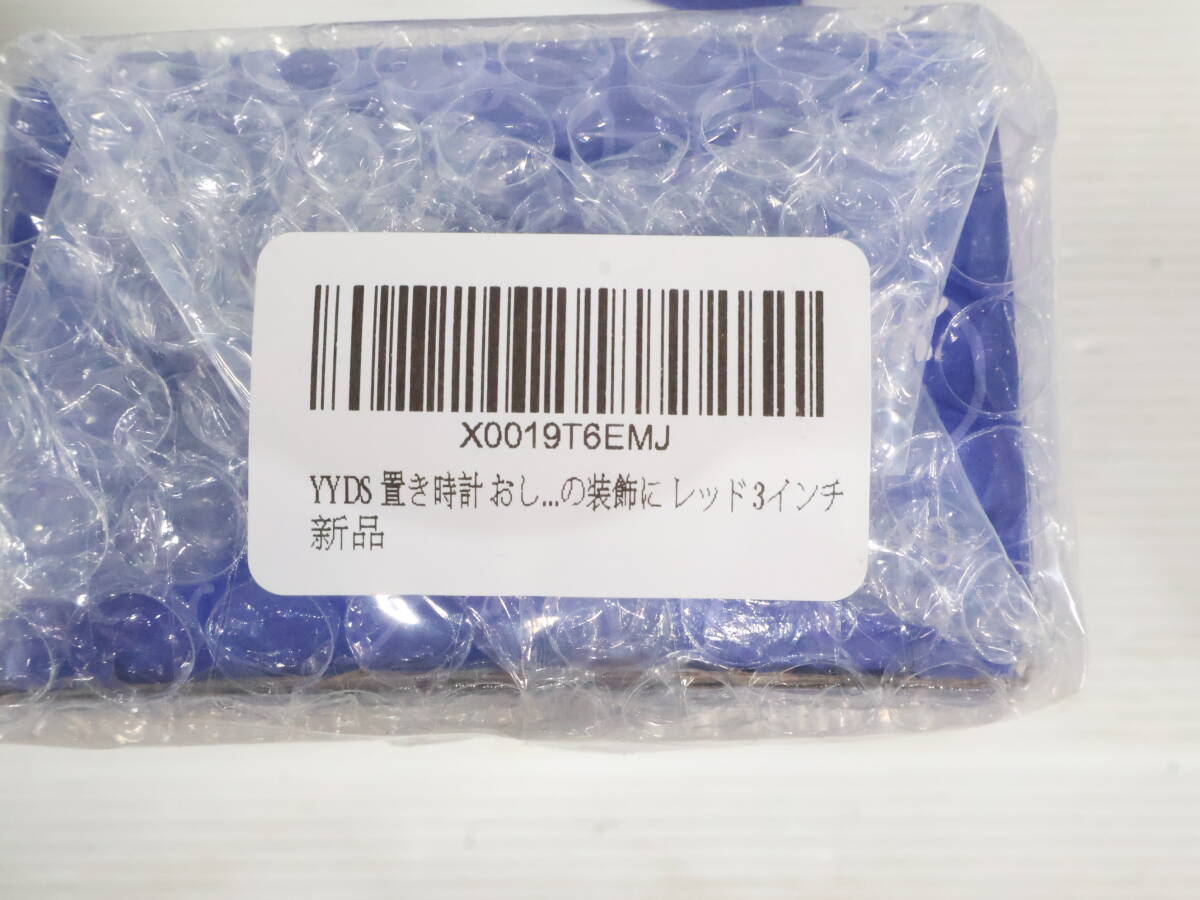 X0019T6EMJ
YYDS 置き時計 おし...の装飾に レッド3インチ
新品